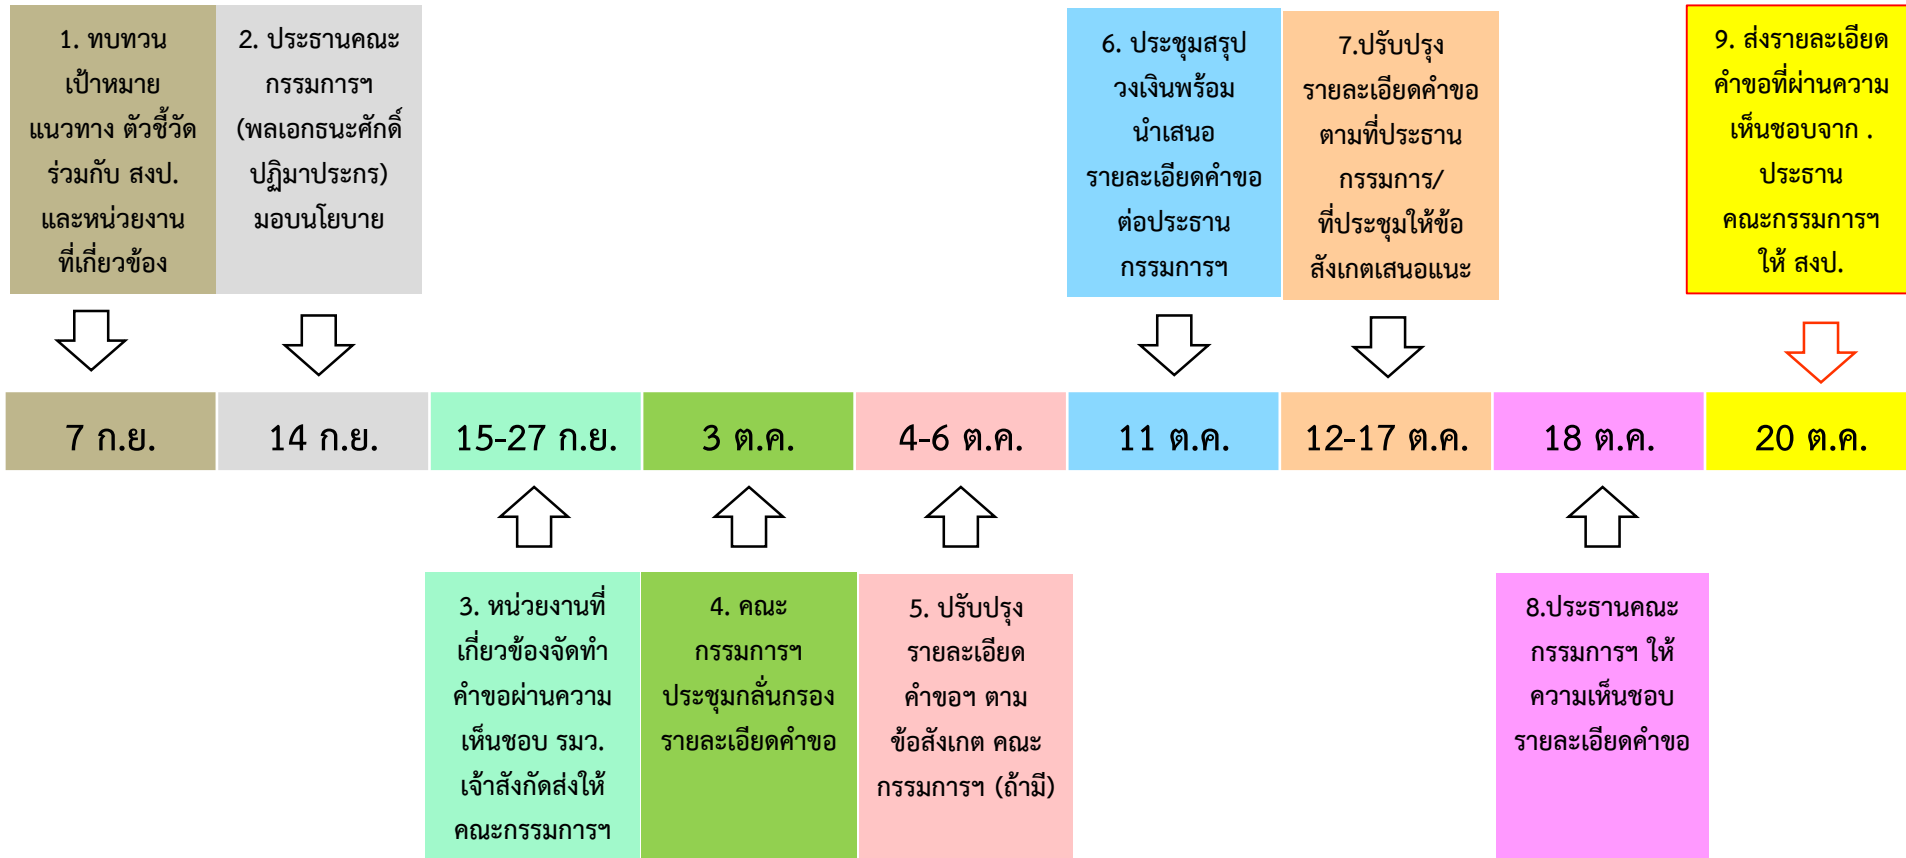 1. ทบทวน
เป้าหมาย
แนวทาง ตัวชี้วัด
ร่วมกับ สงป.
และหน่วยงาน
ที่เกี่ยวข้อง
2. ประธานคณะ
กรรมการฯ
(พลเอกธนะศักดิ์
ปฏิมาประกร)
มอบนโยบาย
6. ประชุมสรุป
วงเงินพร้อม
นำเสนอ
รายละเอียดคำขอ
ต่อประธาน
กรรมการฯ
7.ปรับปรุง
รายละเอียดคำขอ
ตามที่ประธาน
กรรมการ/
ที่ประชุมให้ข้อ
สังเกตเสนอแนะ
9. ส่งรายละเอียด
คำขอที่ผ่านความ
เห็นชอบจาก .
ประธาน
คณะกรรมการฯ
ให้ สงป.
7 ก.ย.
14 ก.ย.
15-27 ก.ย.
3 ต.ค.
4-6 ต.ค.
11 ต.ค.
12-17 ต.ค.
18 ต.ค.
20 ต.ค.
3. หน่วยงานที่
เกี่ยวข้องจัดทำ
คำขอผ่านความ
เห็นชอบ รมว.
เจ้าสังกัดส่งให้
คณะกรรมการฯ
4. คณะ
กรรมการฯ
ประชุมกลั่นกรอง
รายละเอียดคำขอ
5. ปรับปรุง
รายละเอียด
คำขอฯ ตาม
ข้อสังเกต คณะ
กรรมการฯ (ถ้ามี)
8.ประธานคณะ
กรรมการฯ ให้
ความเห็นชอบ
รายละเอียดคำขอ